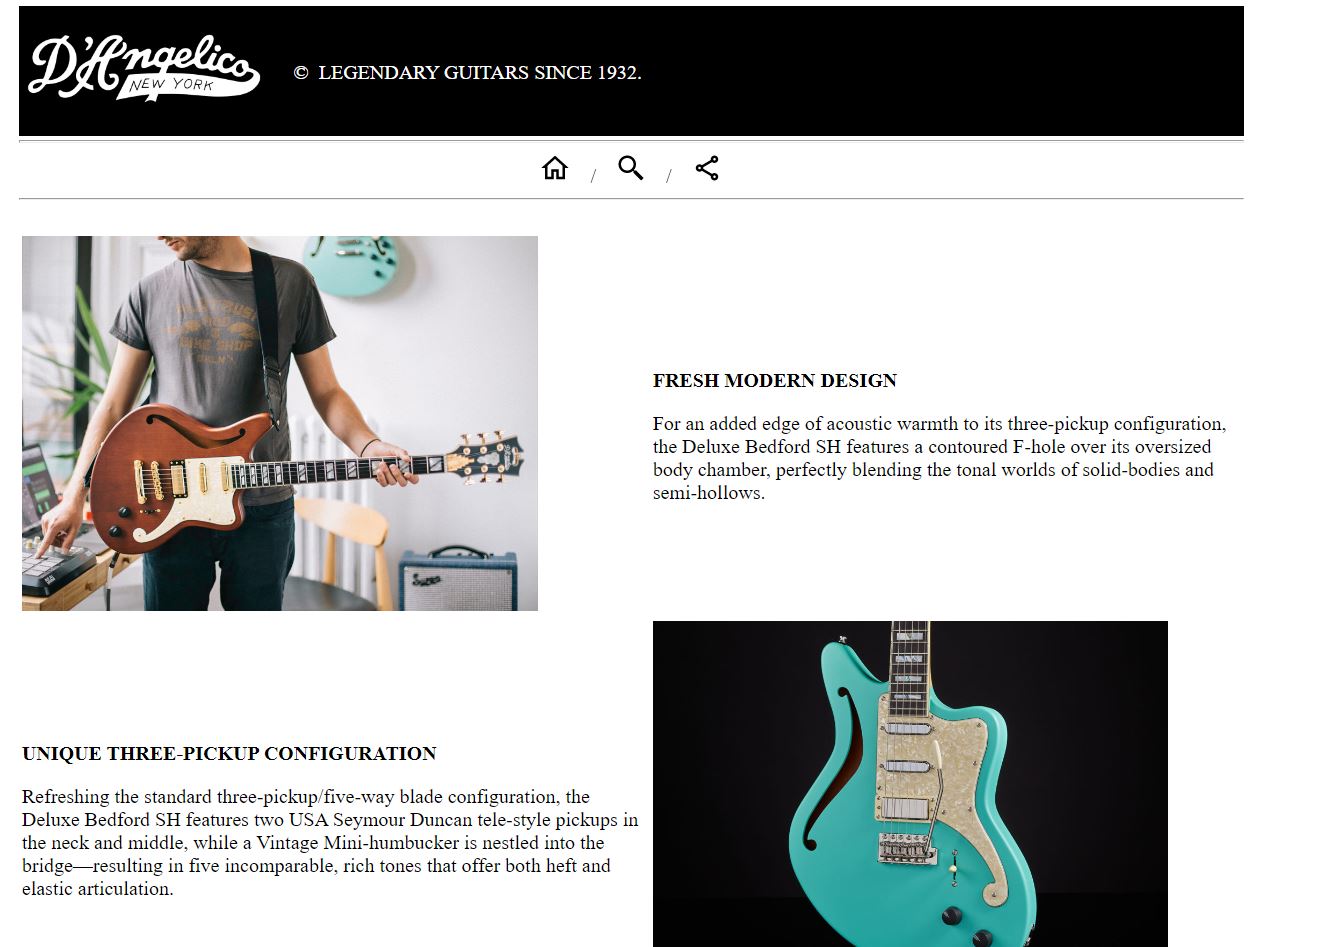 D'Angelico
NEW YORK
© LEGENDARY GUITARS SINCE 1932.
/ /
BIKE SHOP
Supro
FRESH MODERN DESIGN
For an added edge of acoustic warmth to its three-pickup configuration,
the Deluxe Bedford SH features a contoured F-hole over its oversized
body chamber, perfectly blending the tonal worlds of solid-bodies and
semi-hollows.
UNIQUE THREE-PICKUP CONFIGURATION
Refreshing the standard three-pickup/five-way blade configuration, the
Deluxe Bedford SH features two USA Seymour Duncan tele-style pickups in
the neck and middle, while a Vintage Mini-humbucker is nestled into the
bridge—resulting in five incomparable, rich tones that offer both heft and
elastic articulation.